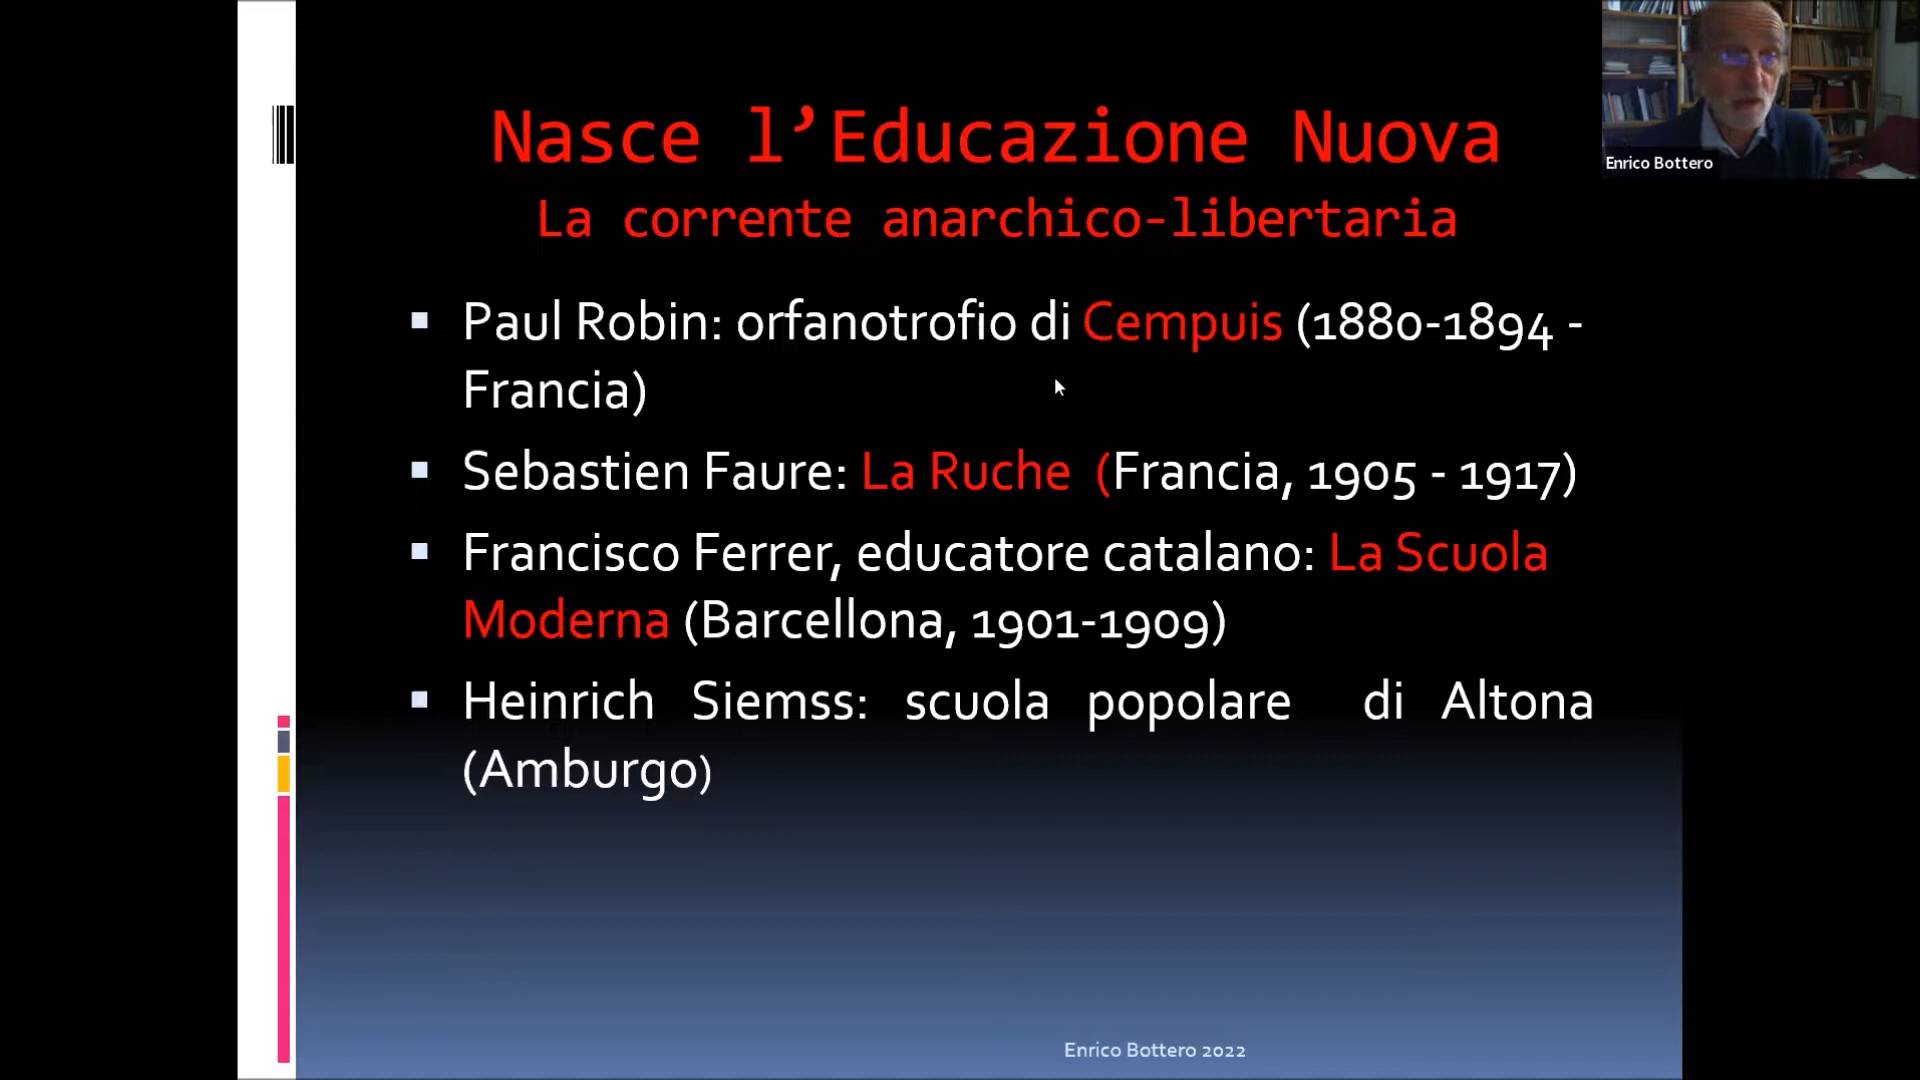 Nasce l’Educazione Nuova
La corrente anarchico-libertaria
Paul Robin: orfanotrofio di Cempuis (1880-1894 -
Francia)
Sebastien Faure: La Ruche (Francia, 1905 - 1917)
Francisco Ferrer, educatore catalano: La Scuola
Moderna (Barcellona, 1901-1909)
Heinrich Siemss: scuola popolare di Altona
(Amburgo)
Enrico Bottero 2022
Enrico Bottero